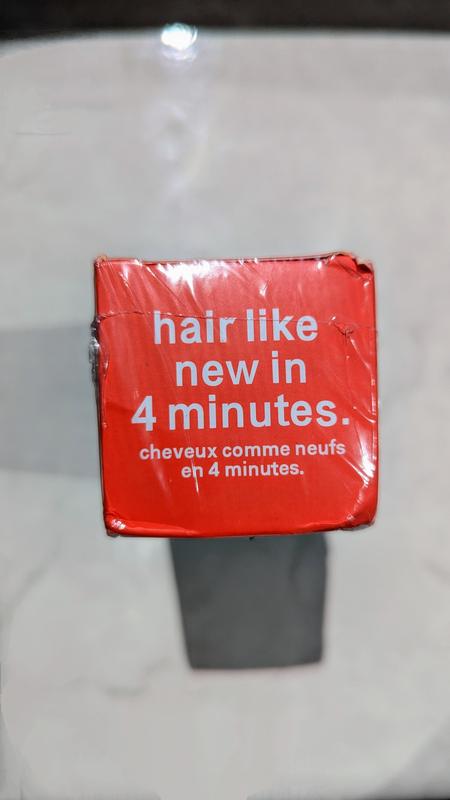 hair like
new in
4 minutes.
cheveux comme neufs
en 4 minutes.